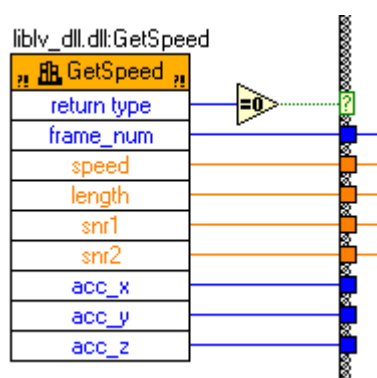 liblv_dll.dll:GetSpeed
?! GetSpeed ?!
return type
=0
?
frame_num
speed
length
snr1
snr2
acc_x
acc_y
acc_z